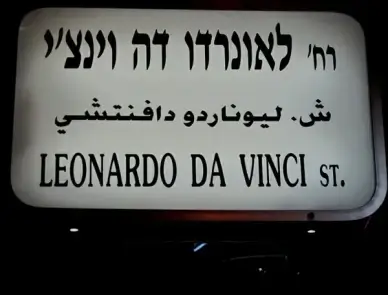 רח' לאונרדו דה וינצ'י
ش. ليوناردو دافنتشي
LEONARDO DA VINCI ST.